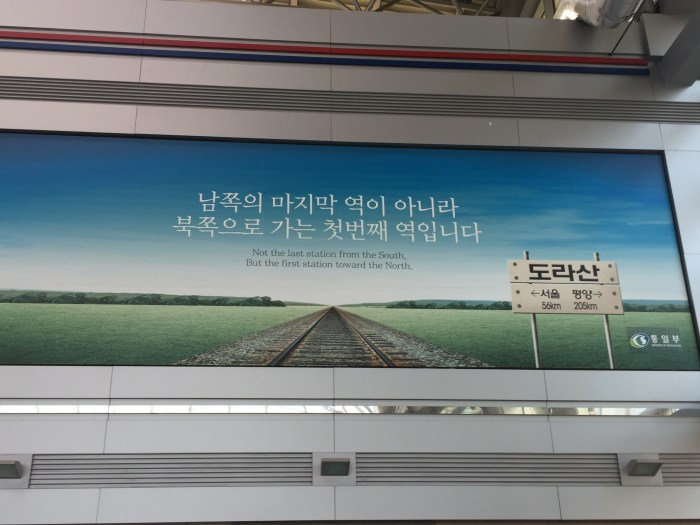 남쪽의 마지막 역이 아니라
북쪽으로 가는 첫번째 역입니다
Not the last station from the South,
But the first station toward the North.
도라산
←서울 평양→
56km 205km
통일부